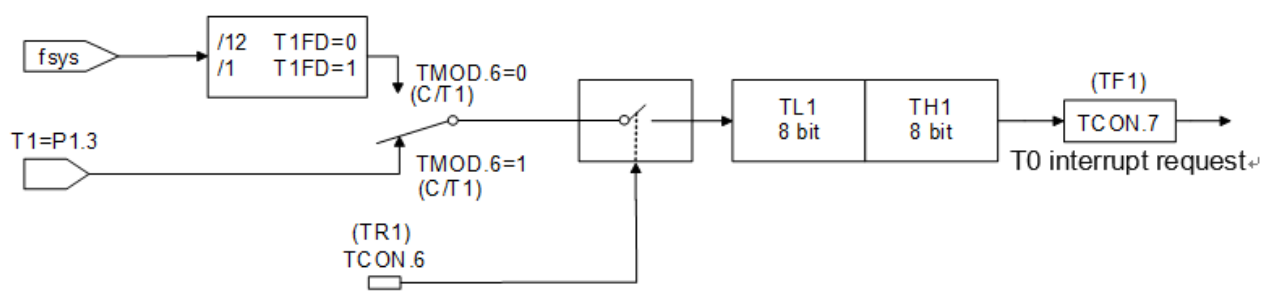 fsys
/12 T1FD=0
/1 T1FD=1
TMOD.6=0
(C/T1)
T1=P1.3
TMOD.6=1
(C/T1)
(TR1)
TCON.6
TL1
8 bit
TH1
8 bit
(TF1)
TCON.7
T0 interrupt request↵